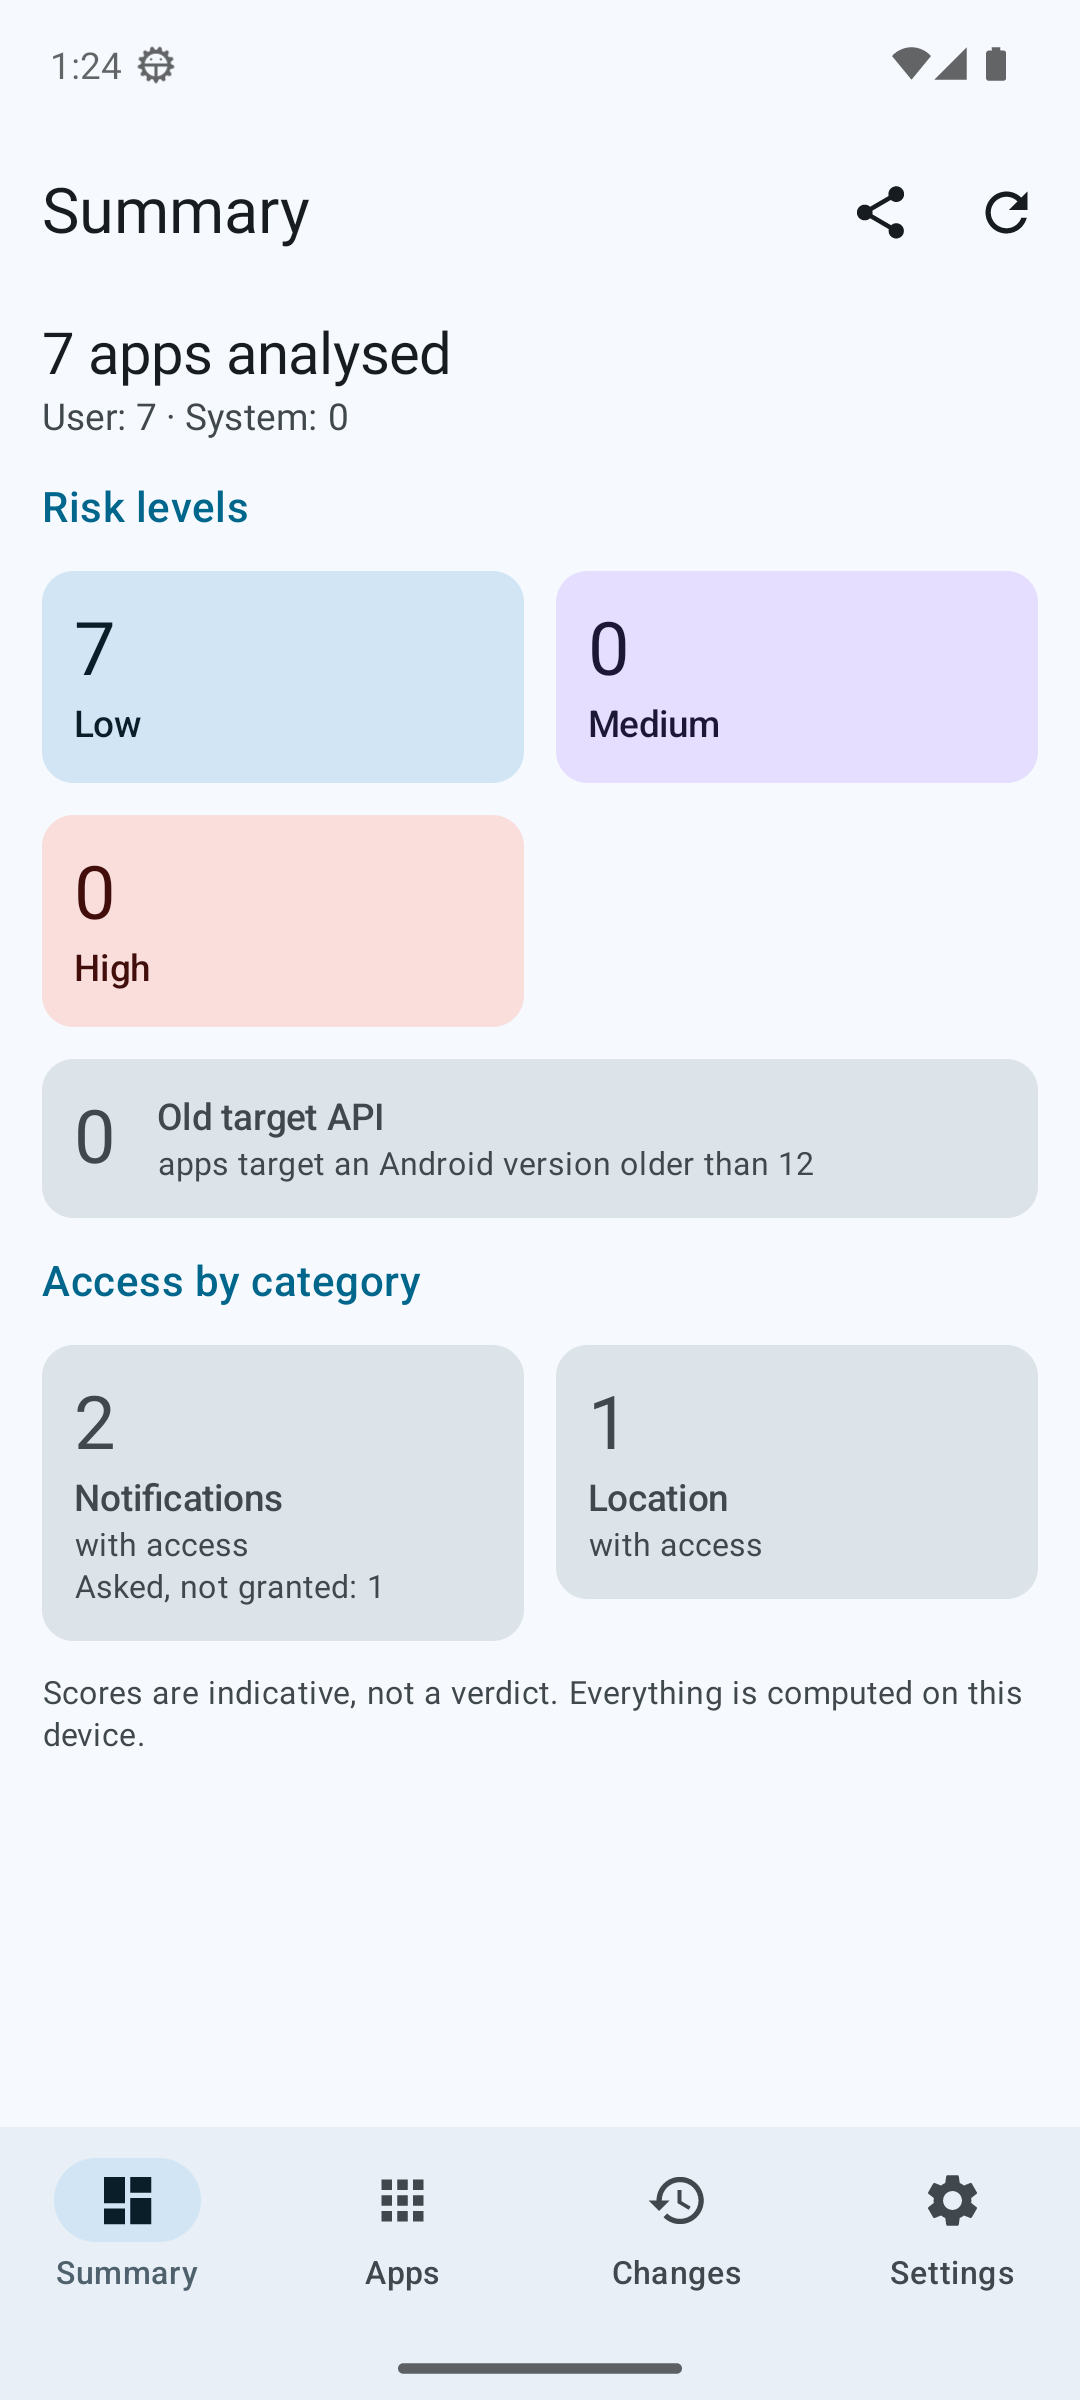 1:24
Summary
7 apps analysed
User: 7 · System: 0
Risk levels
7
Low
0
Medium
0
High
0
Old target API
apps target an Android version older than 12
Access by category
2
Notifications
with access
Asked, not granted: 1
1
Location
with access
Scores are indicative, not a verdict. Everything is computed on this
device.
Summary
Apps
Changes
Settings